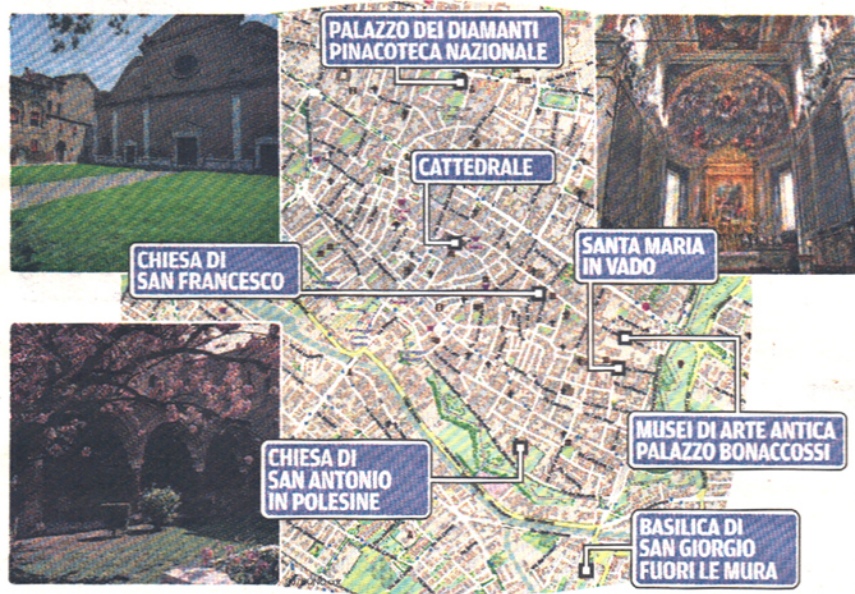 PALAZZO DEI DIAMANTI
PINACOTECA NAZIONALE
CATTEDRALE
CHIESA DI
SAN FRANCESCO
SANTA MARIA
IN VADO
CHIESA DI
SAN ANTONIO
IN POLESINE
MUSEI DI ARTE ANTICA
PALAZZO BONACCOSSI
BASILICA DI
SAN GIORGIO
FUORI LE MURA